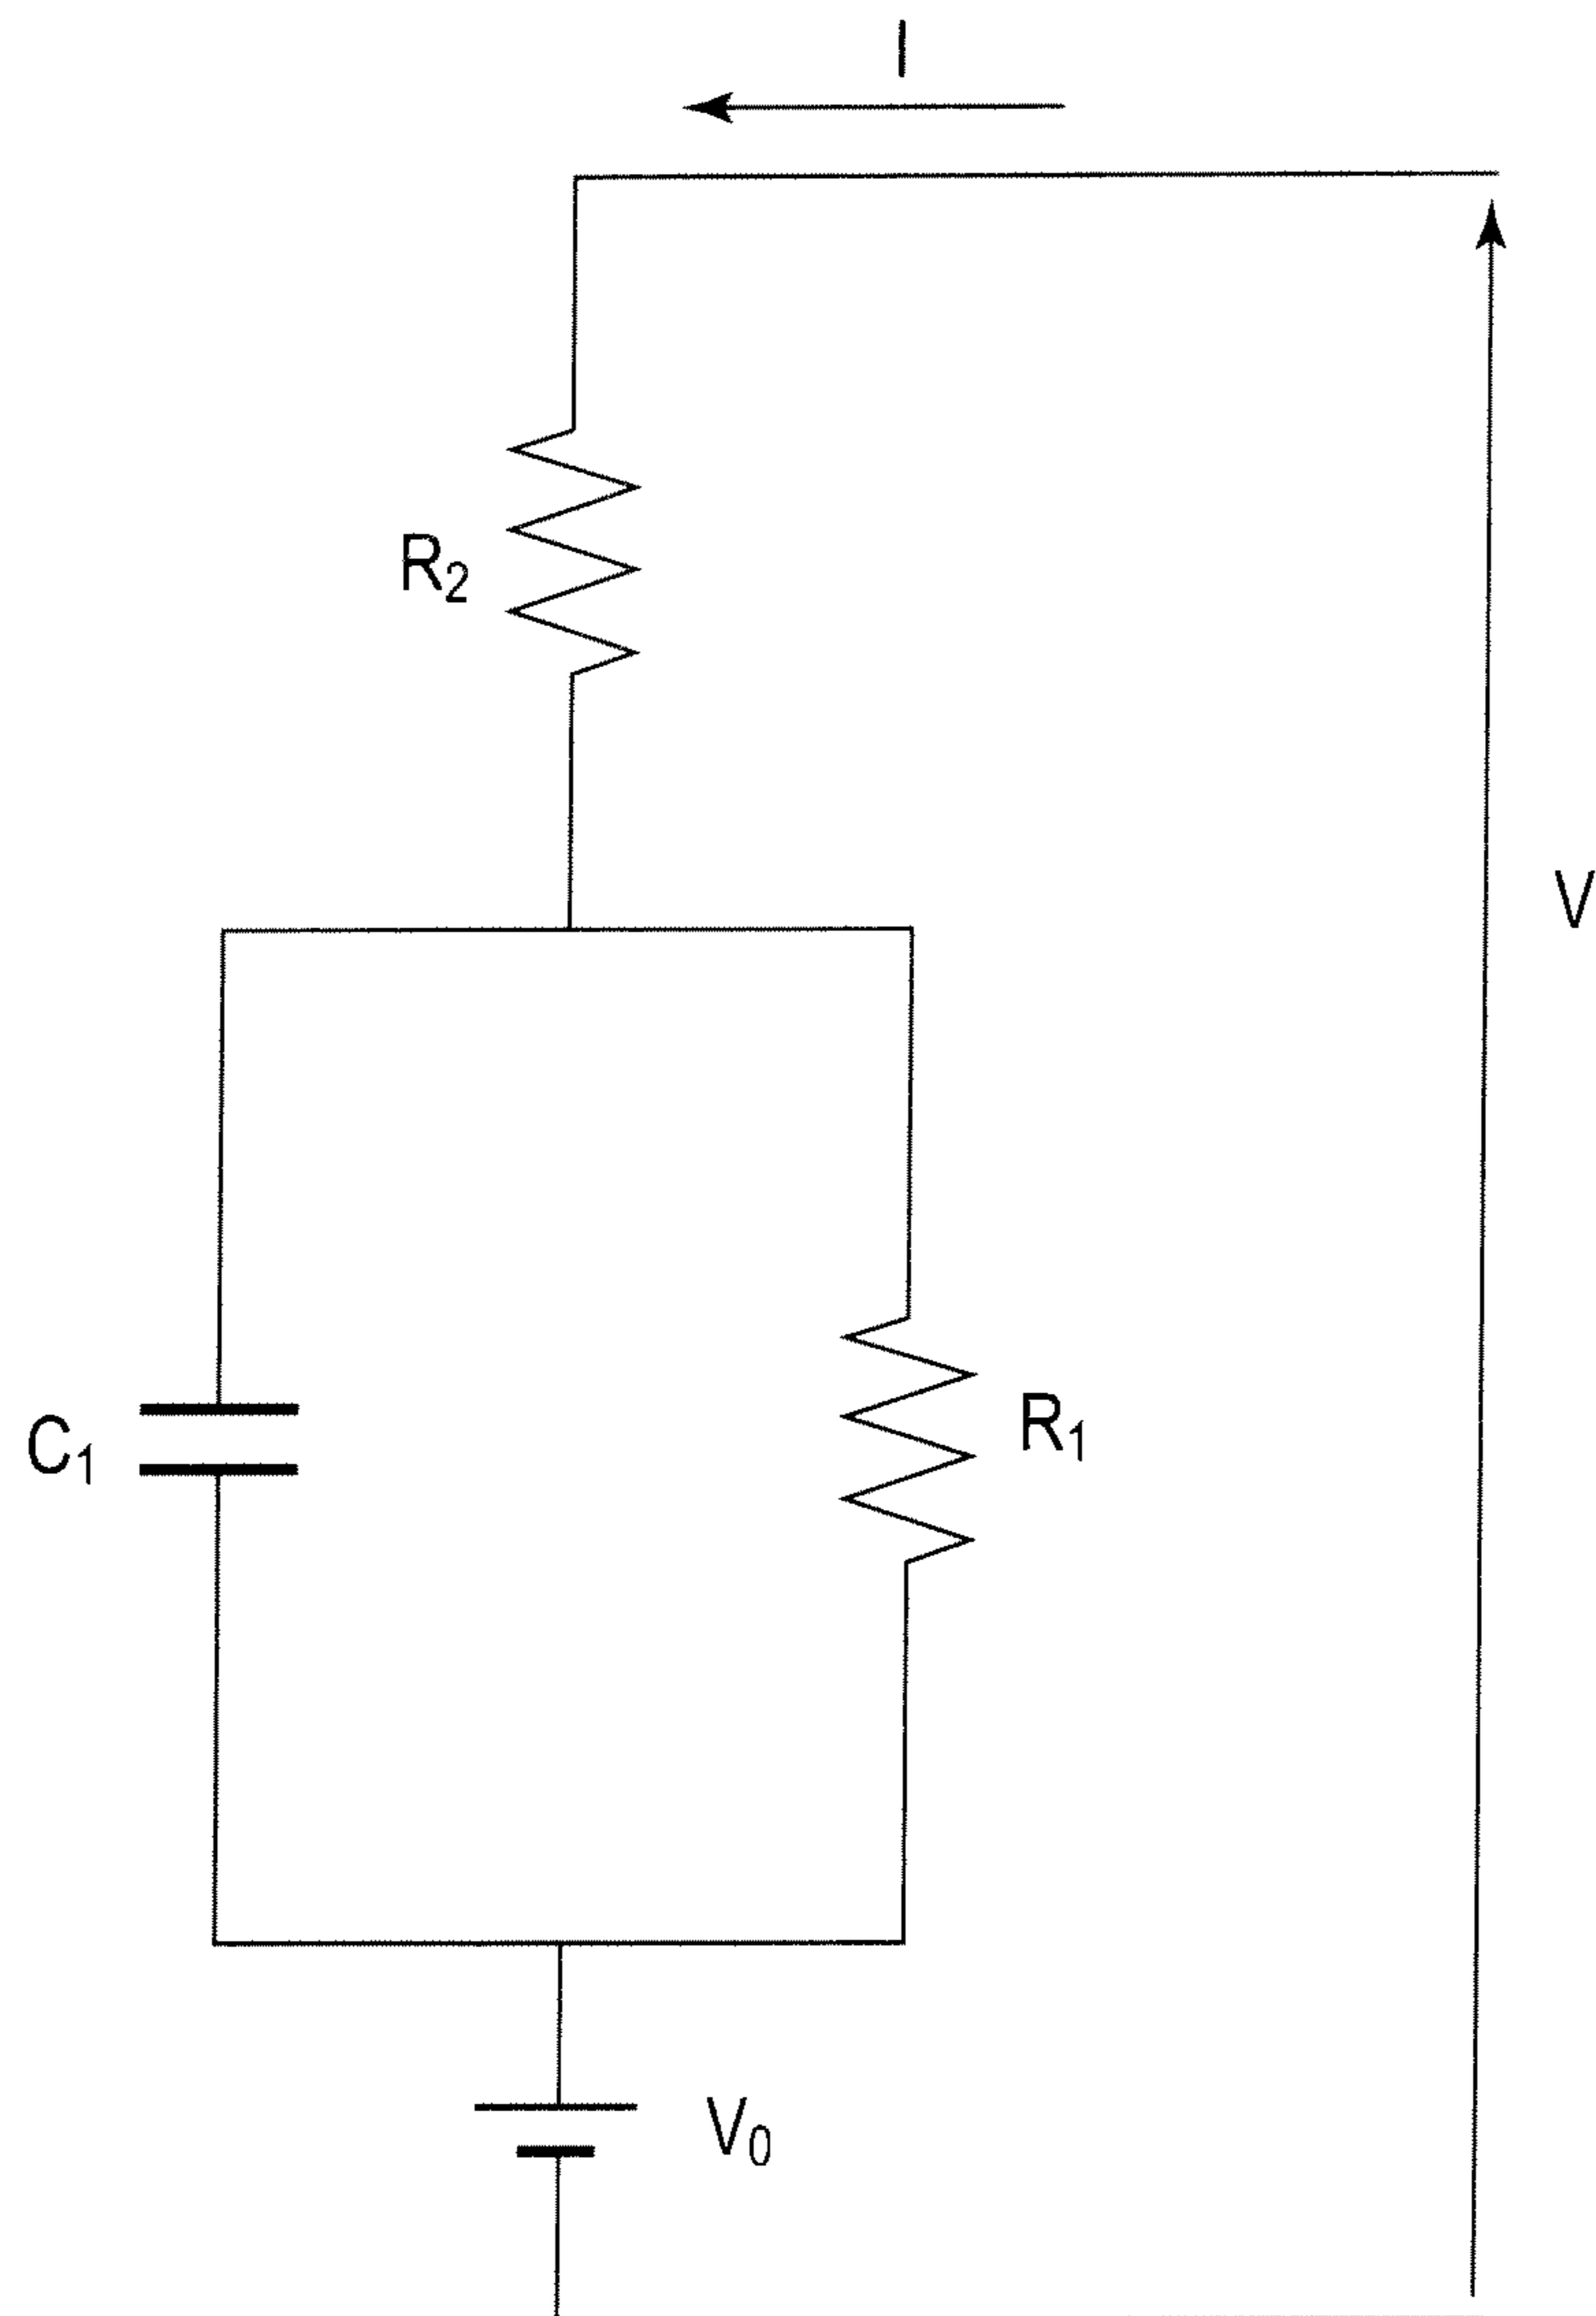 I
R₂
V
C₁
R₁
V₀